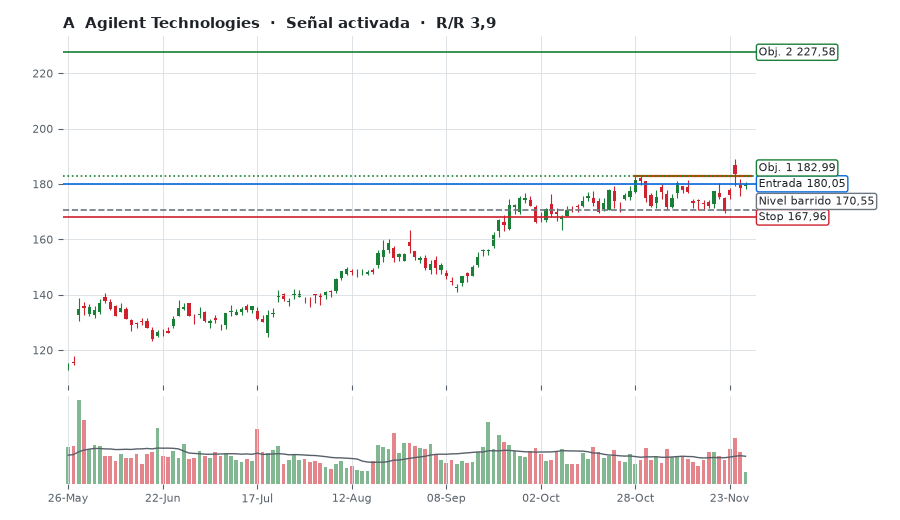 A Agilent Technologies · Señal activada · R/R 3,9
Obj. 2 227,58
220
200
Obj. 1 182,99
180
Entrada 180,05
Nivel barrido 170,55
Stop 167,96
160
140
120
26-May 22-Jun 17-Jul 12-Aug 08-Sep 02-Oct 28-Oct 23-Nov